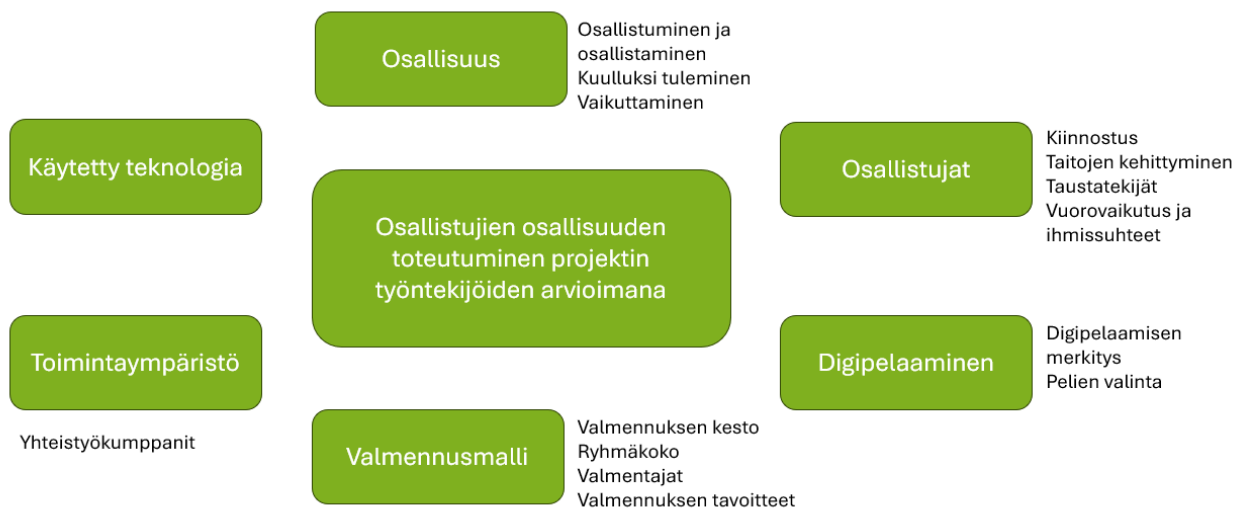 Osallisuus
Osallistuminen ja
osallistaminen
Kuulluksi tuleminen
Vaikuttaminen
Käytetty teknologia
Osallistujat
Kiinnostus
Taitojen kehittyminen
Taustatekijät
Vuorovaikutus ja
ihmissuhteet
Osallistujien osallisuuden
toteutuminen projektin
työntekijöiden arvioimana
Toimintaympäristö
Yhteistyökumppanit
Digipelaaminen
Digipelaamisen
merkitys
Pelien valinta
Valmennusmalli
Valmennuksen kesto
Ryhmäkoko
Valmentajat
Valmennuksen tavoitteet